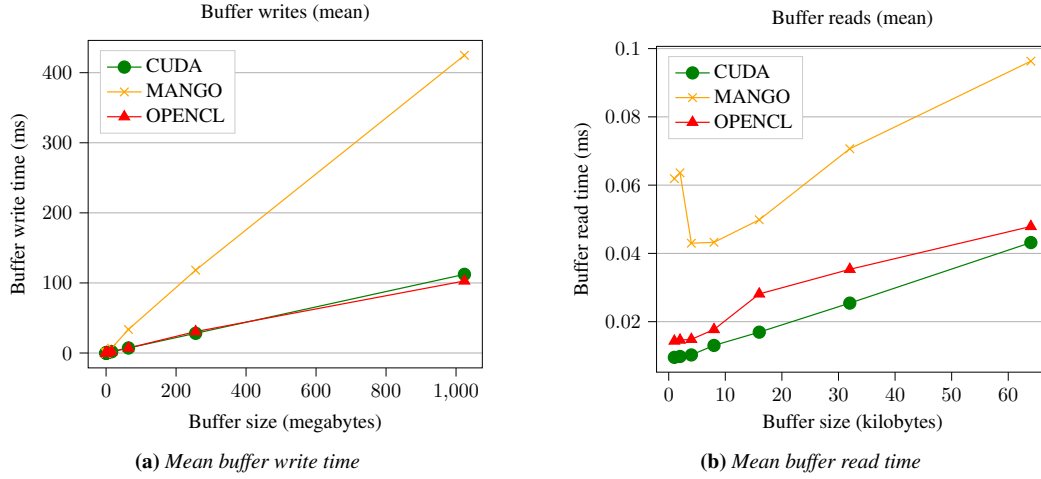 Buffer writes (mean)
400
300
200
100
0
Buffer write time (ms)
CUDA
MANGO
OPENCL
0
200
400
600
800
1,000
Buffer size (megabytes)
(a) Mean buffer write time
Buffer reads (mean)
0.1
0.08
0.06
0.04
0.02
Buffer read time (ms)
CUDA
MANGO
OPENCL
0
10
20
30
40
50
60
Buffer size (kilobytes)
(b) Mean buffer read time